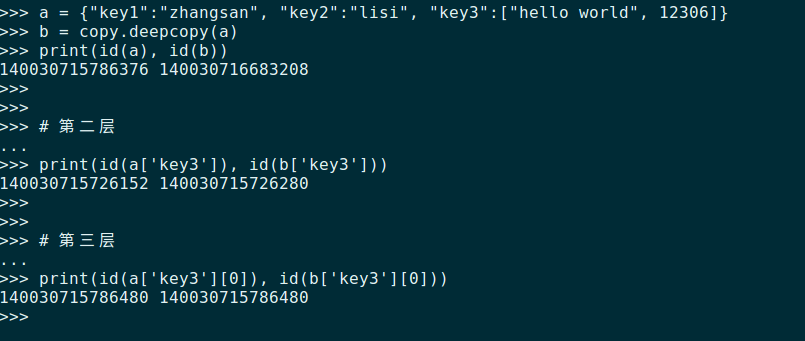 >>> a = {"key1":"zhangsan", "key2":"lisi", "key3":["hello world", 12306]}
>>> b = copy.deepcopy(a)
>>> print(id(a), id(b))
140030715786376 140030716683208
>>>
>>>
>>> # 第二层
...
>>> print(id(a['key3']), id(b['key3']))
140030715726152 140030715726280
>>>
>>>
>>> # 第三层
...
>>> print(id(a['key3'][0]), id(b['key3'][0]))
140030715786480 140030715786480
>>>